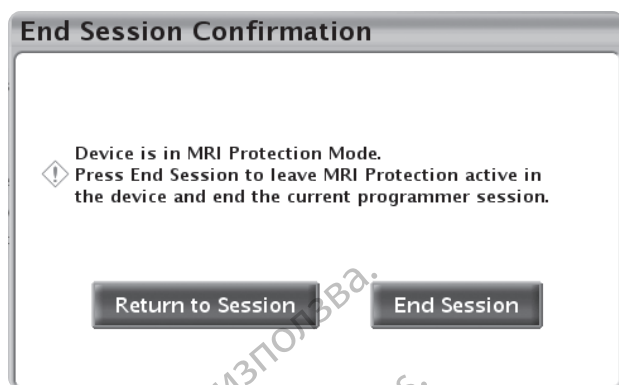 End Session Confirmation
Device is in MRI Protection Mode.
Press End Session to leave MRI Protection active in
the device and end the current programmer session.
Return to Session
End Session